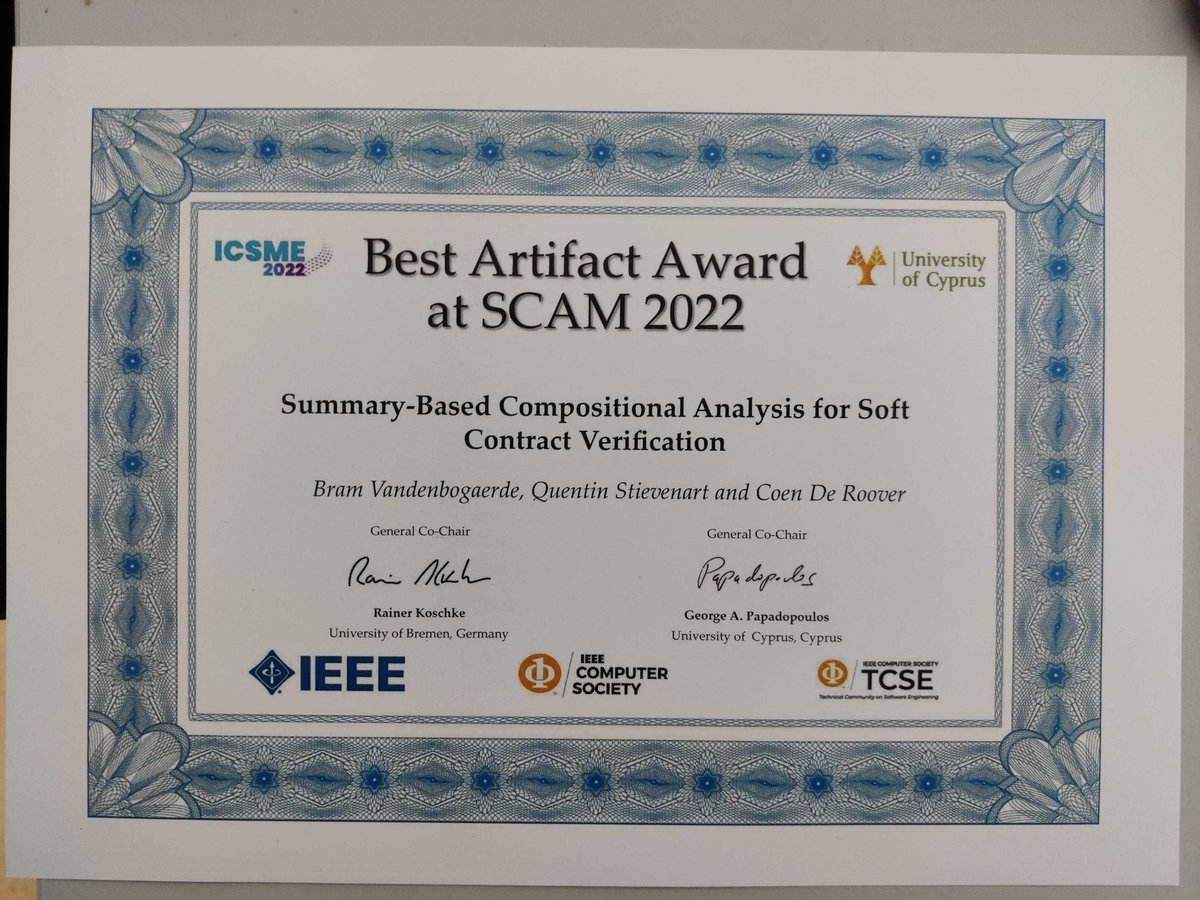 ICSME
2022
Best Artifact Award
at SCAM 2022
University
of Cyprus
Summary-Based Compositional Analysis for Soft
Contract Verification
Bram Vandenbogaerde, Quentin Stievenart and Coen De Roover
General Co-Chair
General Co-Chair
Papadopoulos
Rainer Koschke
University of Bremen, Germany
George A. Papadopoulos
University of Cyprus, Cyprus
IEEE
IEEE
COMPUTER
SOCIETY
IEEE COMPUTER SOCIETY
TCSE
Technical Community on Software Engineering